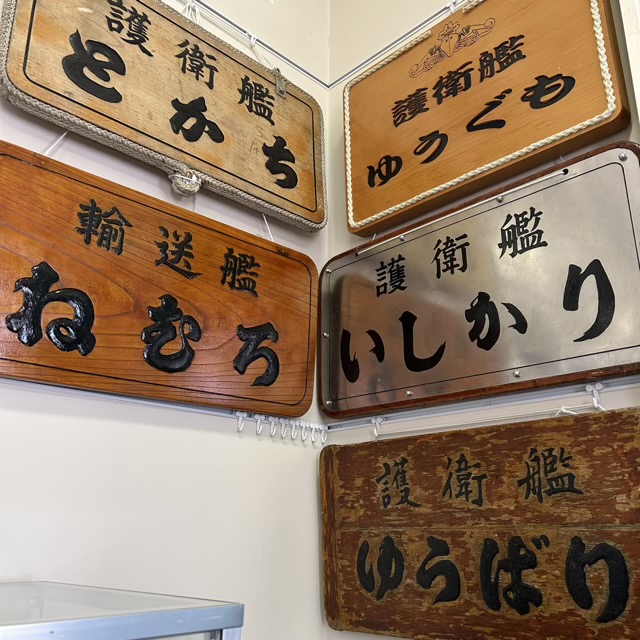 護衛艦
とかち
護衛艦
ゆうぐも
輸送艦
ねむろ
護衛艦
いしかり
護衛艦
ゆうばり